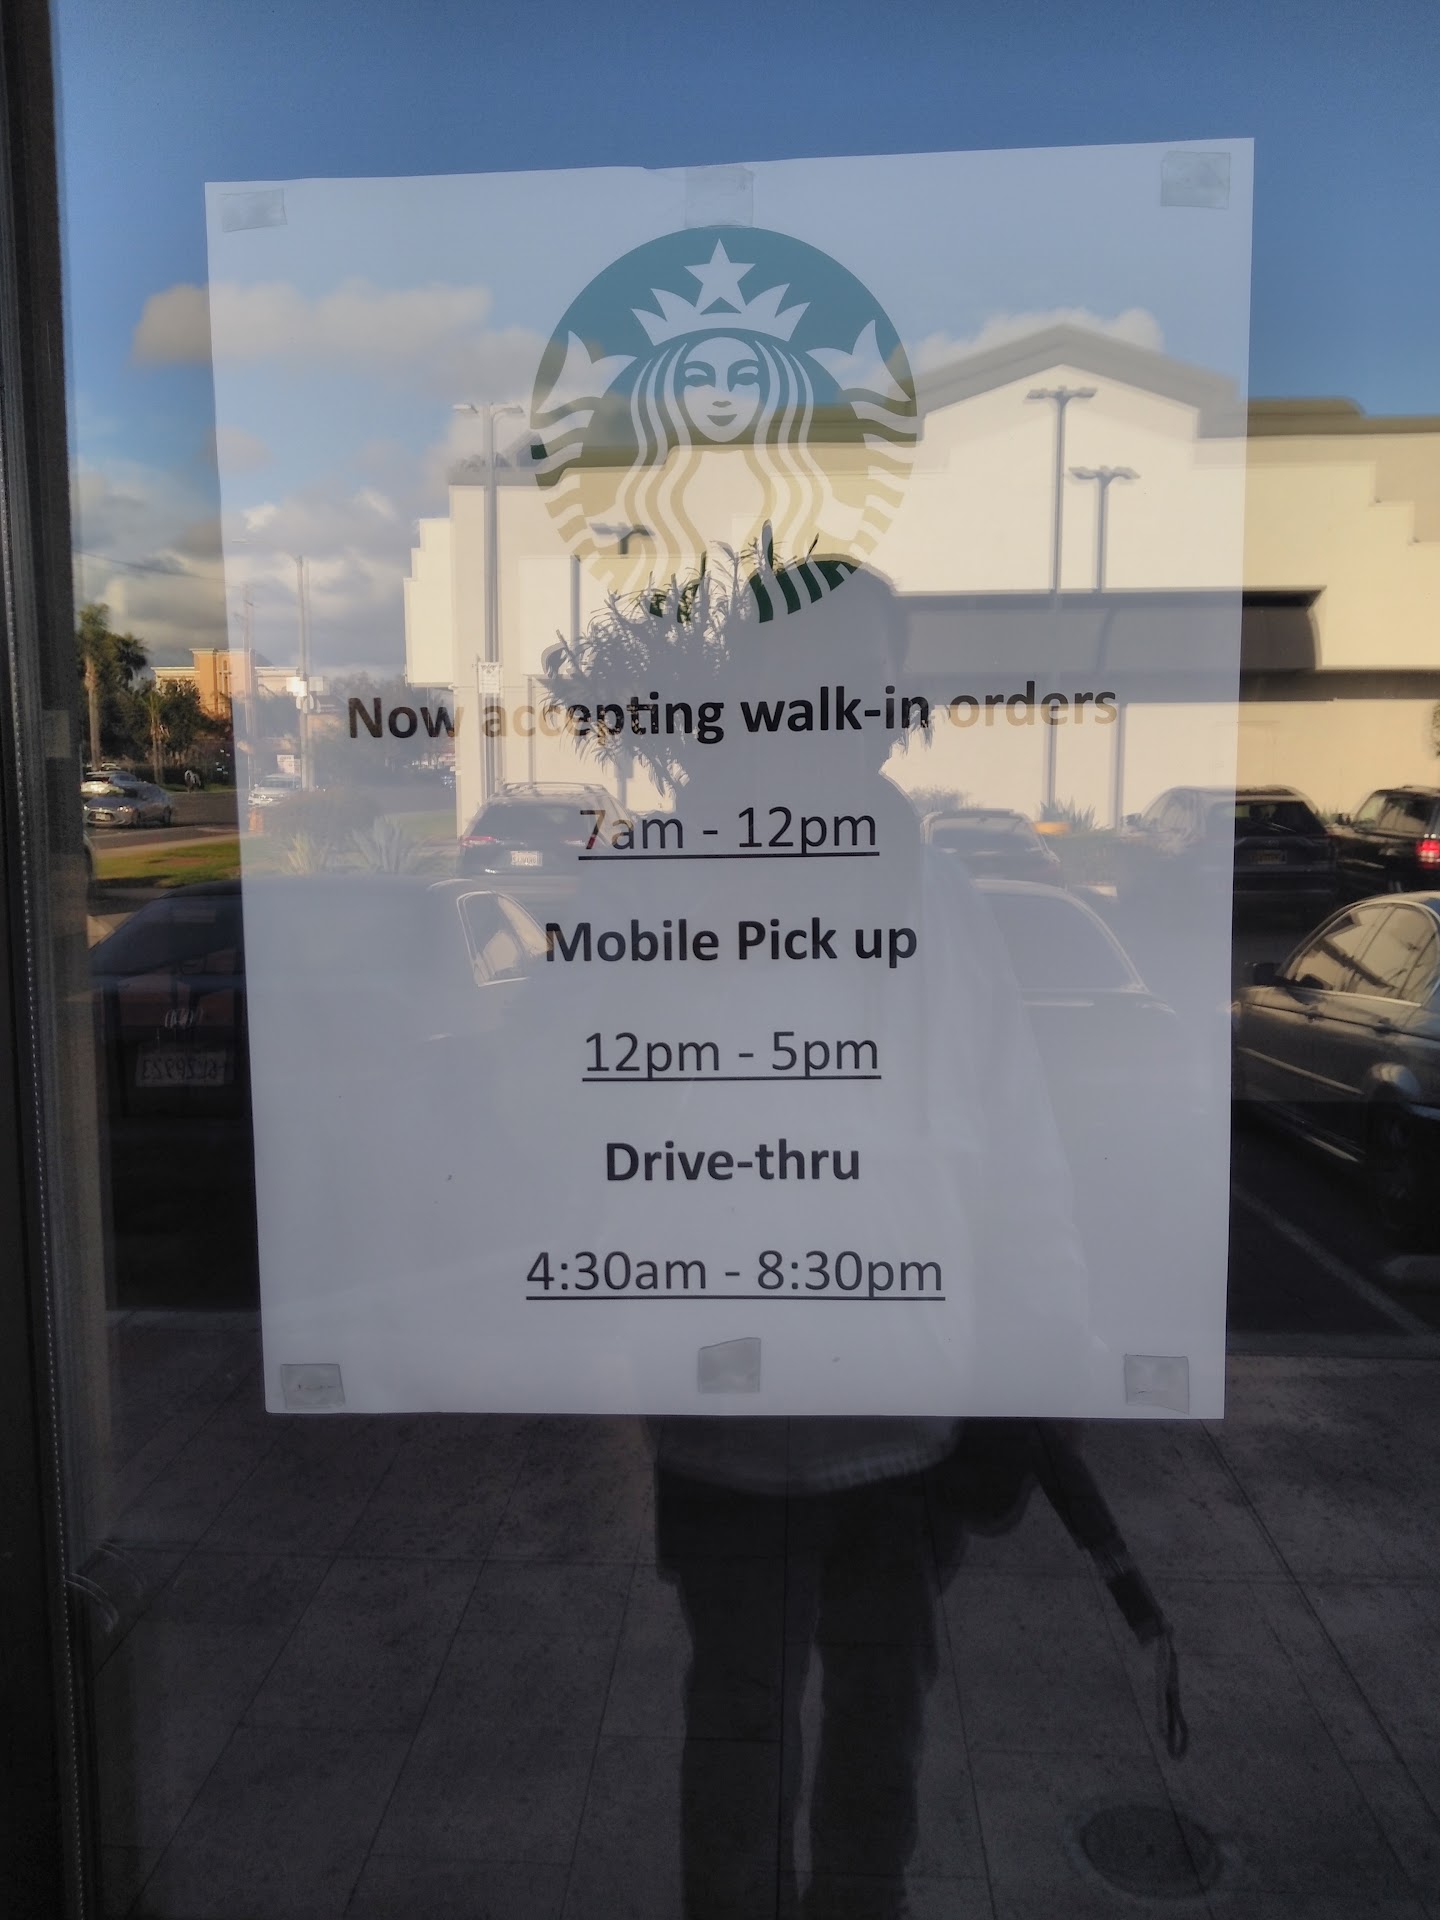 Now accepting walk-in orders
7am - 12pm
Mobile Pick up
12pm - 5pm
Drive-thru
4:30am - 8:30pm